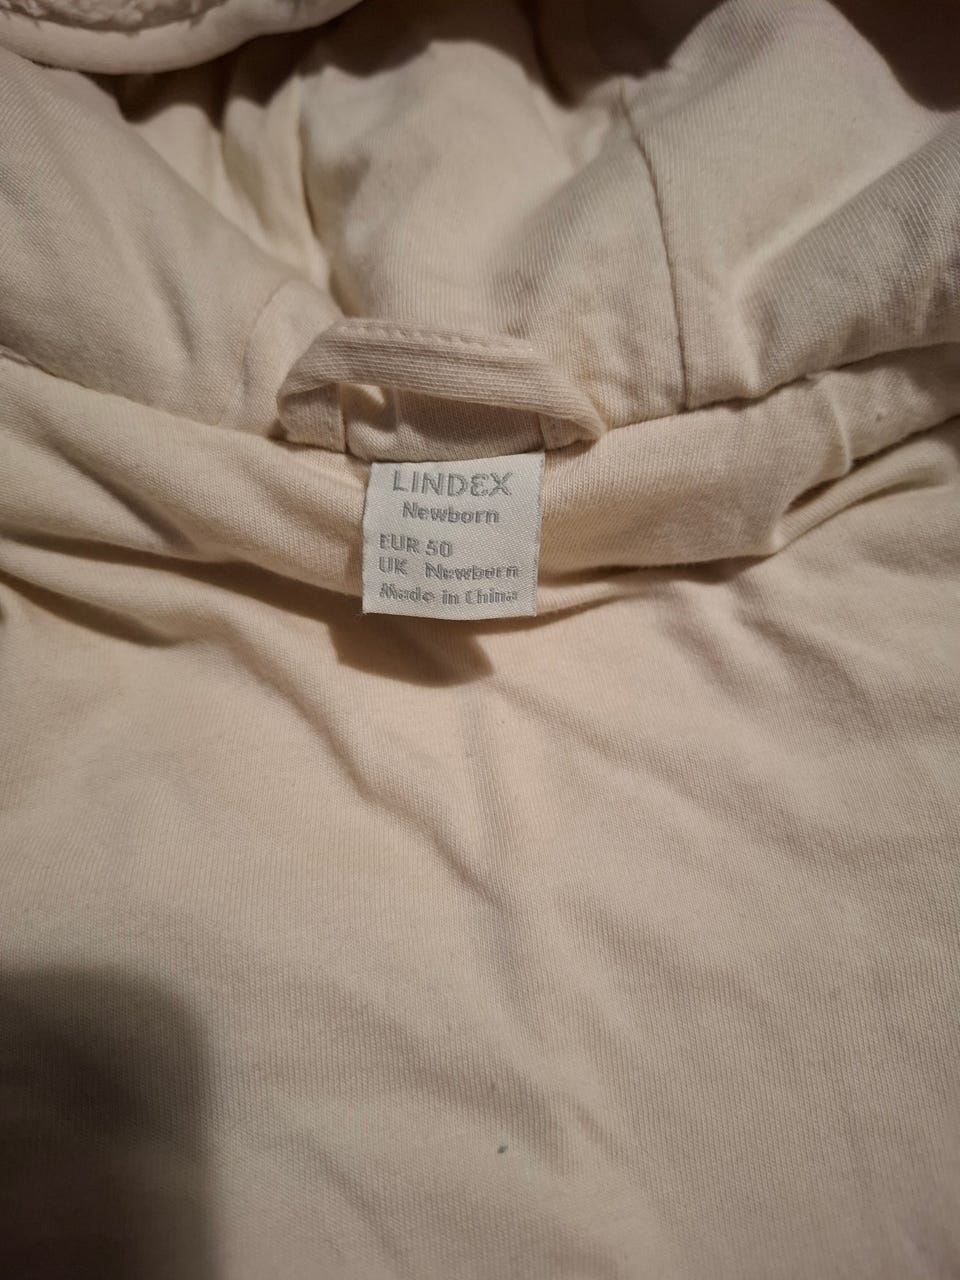 LINDEX
Newborn
EUR 50
UK Newborn
Made in China